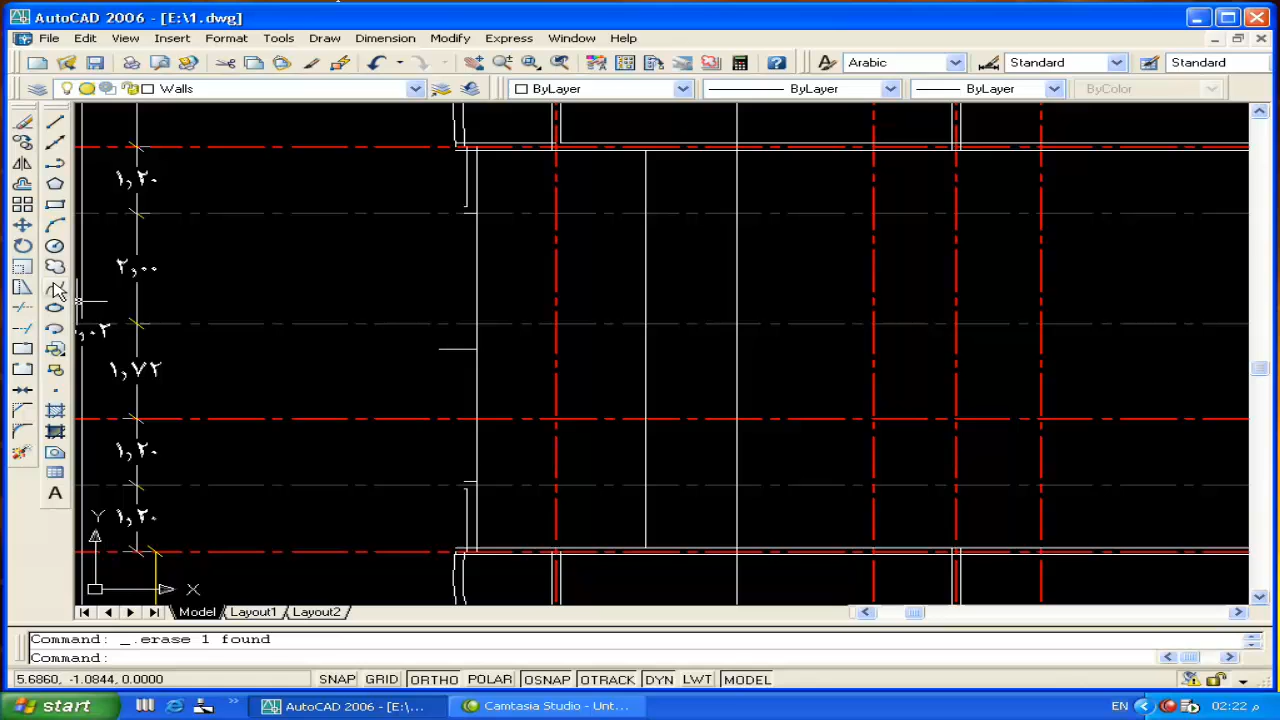 AutoCAD 2006 - [E:\1.dwg]
File Edit View Insert Format Tools Draw Dimension Modify Express Window Help
Arabic Standard Standard
Walls ByLayer ByLayer ByLayer ByColor
١,٢٠
٢,٠٠
١,٧٢
١,٢٠
١,٢٠
Y
X
A
Model Layout1 Layout2
Command: _.erase 1 found
Command:
5.6860, -1.0844, 0.0000 SNAP GRID ORTHO POLAR OSNAP OTRACK DYN LWT MODEL
start AutoCAD 2006 - [E:\... Camtasia Studio - Unt... EN 02:22 م